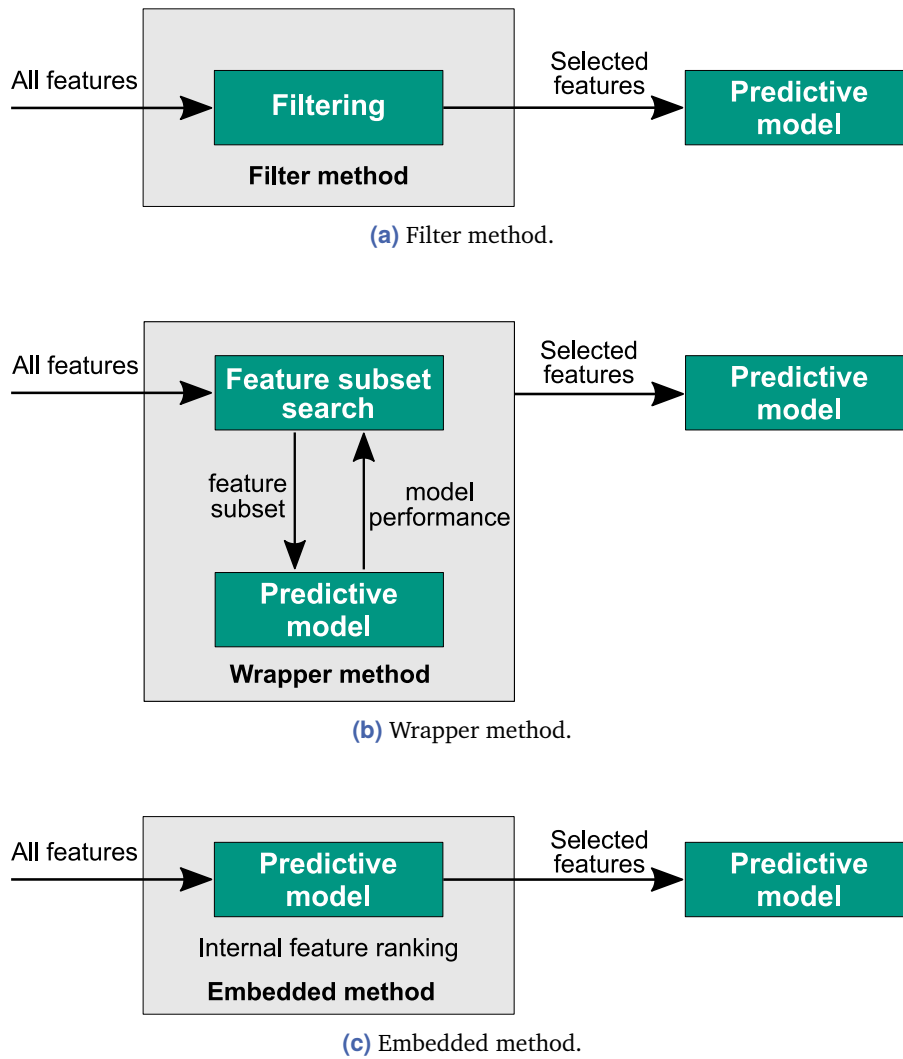 All features
Filtering
Filter method
Selected
features
Predictive
model
(a) Filter method.
All features
Feature subset
search
feature
subset
model
performance
Predictive
model
Wrapper method
Selected
features
Predictive
model
(b) Wrapper method.
All features
Predictive
model
Internal feature ranking
Embedded method
Selected
features
Predictive
model
(c) Embedded method.